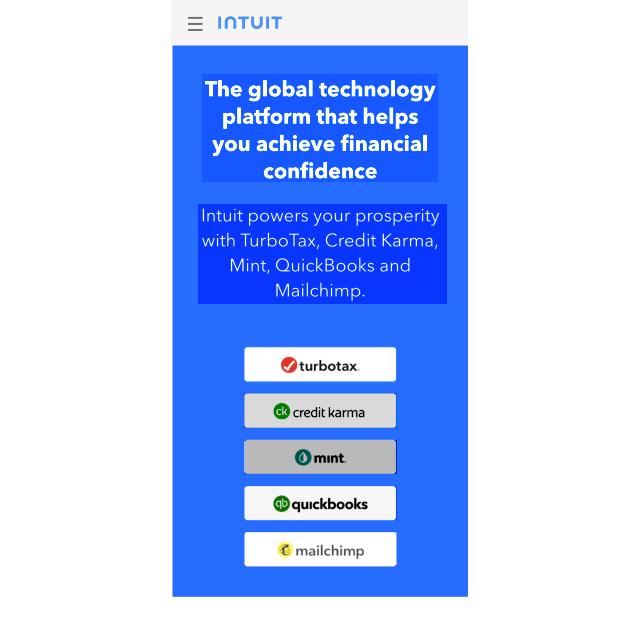 INTUIT
The global technology
platform that helps
you achieve financial
confidence
Intuit powers your prosperity
with TurboTax, Credit Karma,
Mint, QuickBooks and
Mailchimp.
turbotax.
ck credit karma
mint.
qb quickbooks
mailchimp